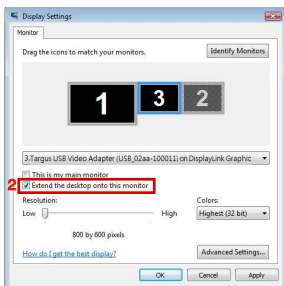 Display Settings
Monitor
Drag the icons to match your monitors.
Identify Monitors
1
3
2
3.Targus USB Video Adapter (USB_02aa-100011) on DisplayLink Graphic
This is my main monitor
2 Extend the desktop onto this monitor
Resolution:
Colors:
Low
High
Highest (32 bit)
800 by 600 pixels
How do I get the best display?
Advanced Settings...
OK
Cancel
Apply